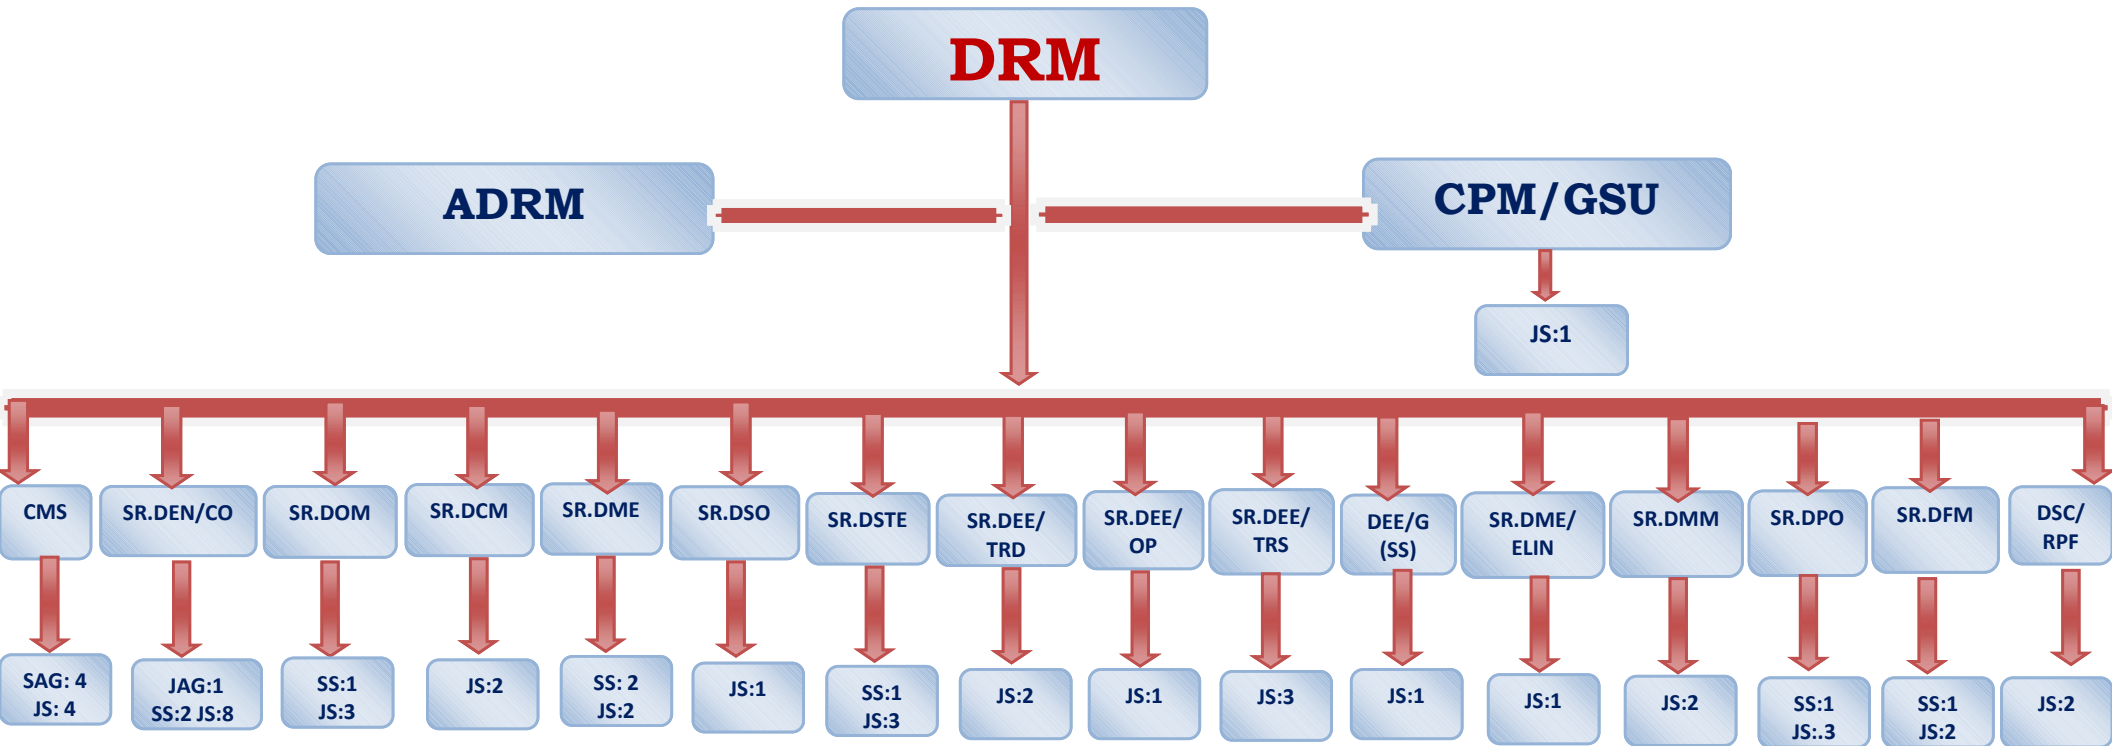 DRM
ADRM
CPM/GSU
JS:1
CMS
SR.DEN/CO
SR.DOM
SR.DCM
SR.DME
SR.DSO
SR.DSTE
SR.DEE/
TRD
SR.DEE/
OP
SR.DEE/
TRS
DEE/G
(SS)
SR.DME/
ELIN
SR.DMM
SR.DPO
SR.DFM
DSC/
RPF
SAG: 4
JS: 4
JAG:1
SS:2 JS:8
SS:1
JS:3
JS:2
SS: 2
JS:2
JS:1
SS:1
JS:3
JS:2
JS:1
JS:3
JS:1
JS:1
JS:2
SS:1
JS:.3
SS:1
JS:2
JS:2